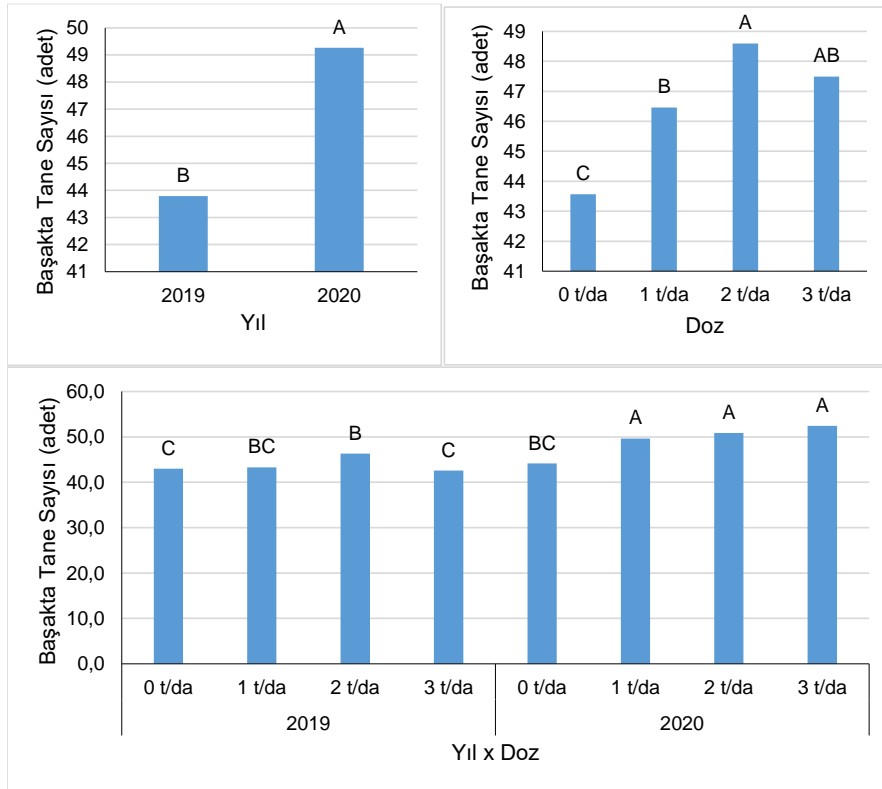 Başakta Tane Sayısı (adet)
50
49
48
47
46
45
44
43
42
41
B
A
2019 2020
Yıl
Başakta Tane Sayısı (adet)
49
48
47
46
45
44
43
42
41
C
B
A
AB
0 t/da 1 t/da 2 t/da 3 t/da
Doz
Başakta Tane Sayısı (adet)
60,0
50,0
40,0
30,0
20,0
10,0
0,0
C BC B C BC A A A
0 t/da 1 t/da 2 t/da 3 t/da 0 t/da 1 t/da 2 t/da 3 t/da
2019 2020
Yıl x Doz